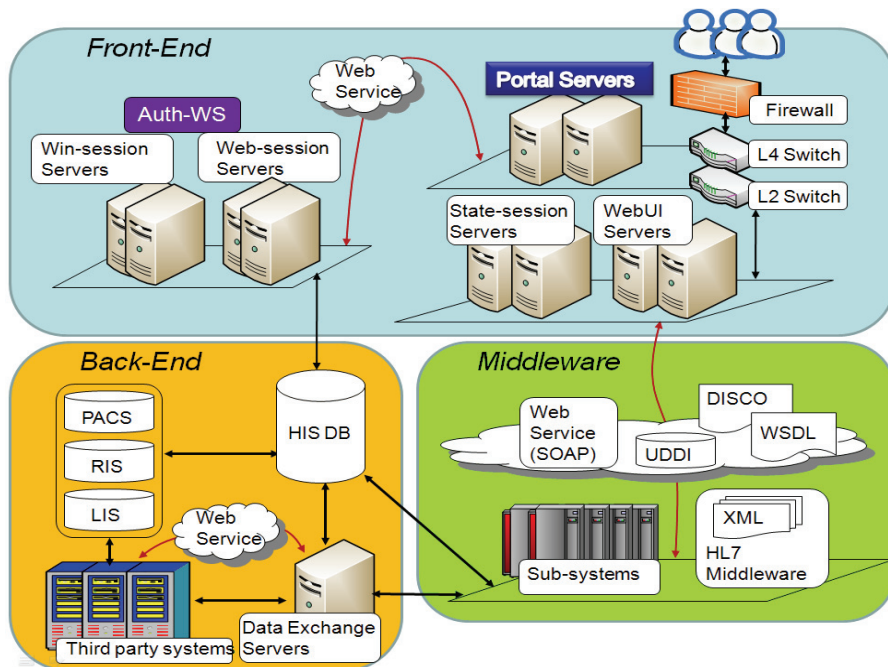 Front-End
Web
Service
Portal Servers
Auth-WS
Firewall
Win-session
Servers
Web-session
Servers
L4 Switch
L2 Switch
State-session
Servers
WebUI
Servers
Back-End
PACS
RIS
LIS
HIS DB
Web
Service
Third party systems
Data Exchange
Servers
Middleware
DISCO
Web
Service
(SOAP)
WSDL
UDDI
XML
HL7
Middleware
Sub-systems